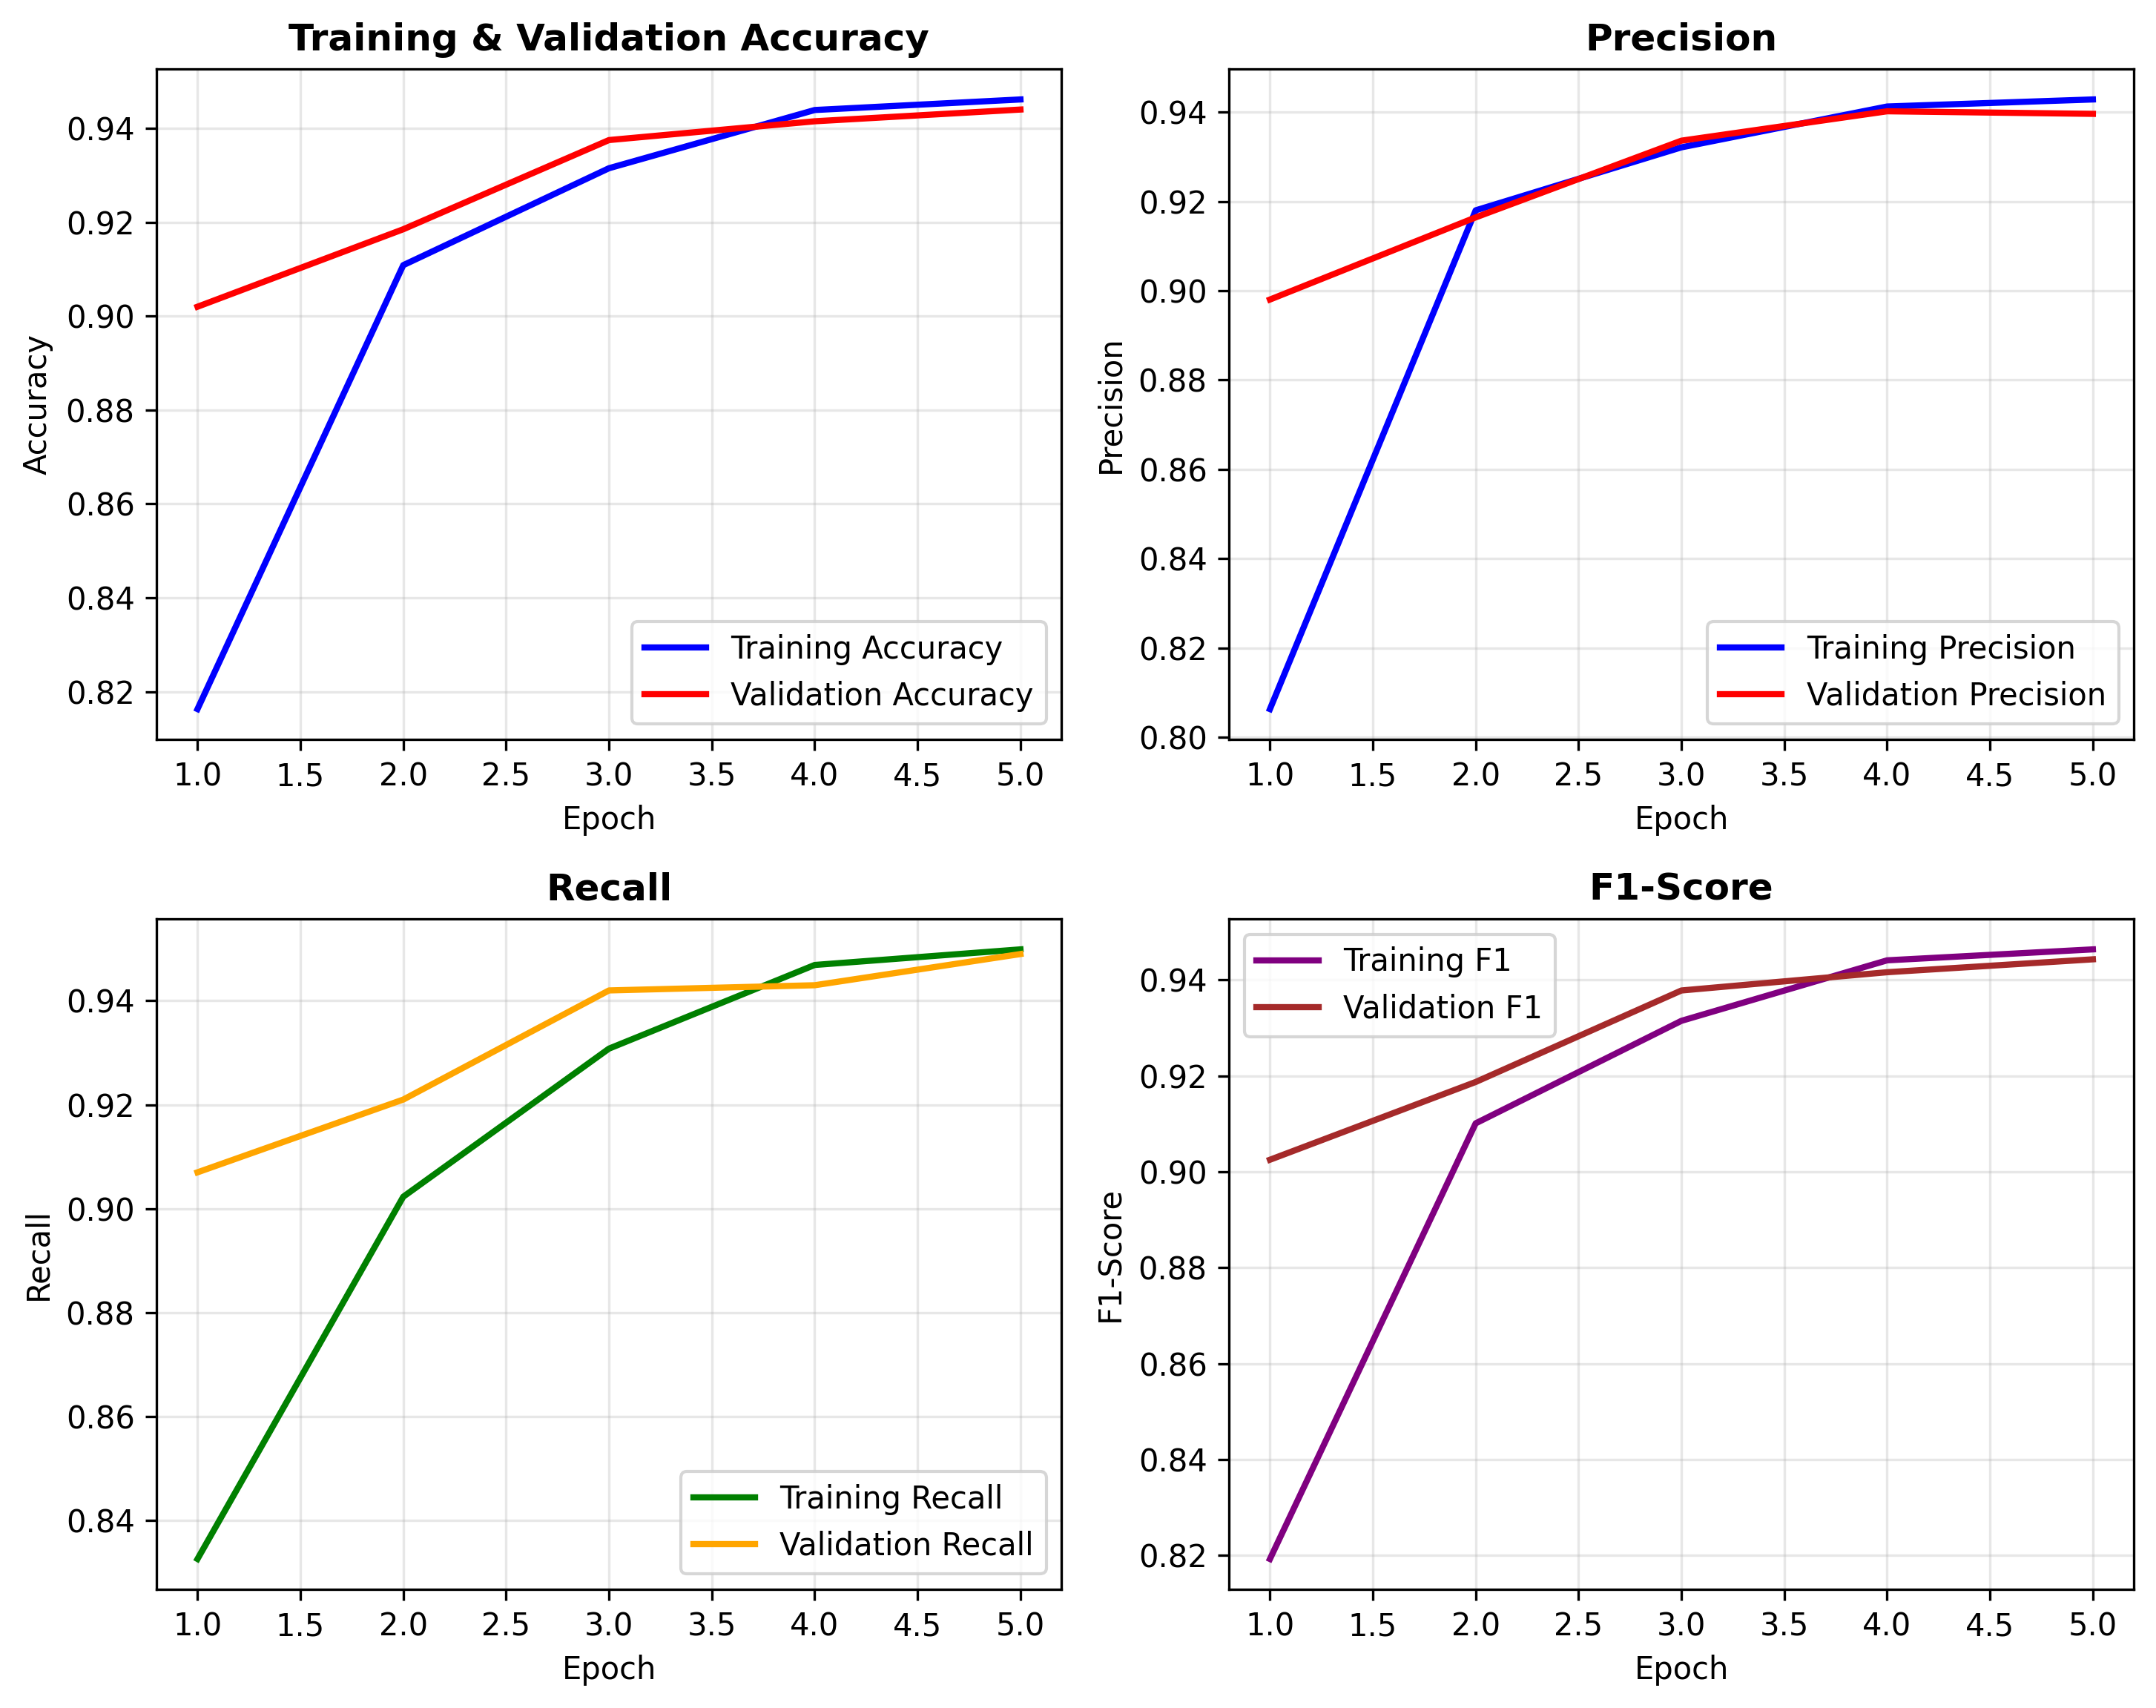 Training & Validation Accuracy
Accuracy
0.94
0.92
0.90
0.88
0.86
0.84
0.82
Training Accuracy
Validation Accuracy
1.0 1.5 2.0 2.5 3.0 3.5 4.0 4.5 5.0
Epoch
Precision
Precision
0.94
0.92
0.90
0.88
0.86
0.84
0.82
0.80
Training Precision
Validation Precision
1.0 1.5 2.0 2.5 3.0 3.5 4.0 4.5 5.0
Epoch
Recall
Recall
0.94
0.92
0.90
0.88
0.86
0.84
Training Recall
Validation Recall
1.0 1.5 2.0 2.5 3.0 3.5 4.0 4.5 5.0
Epoch
F1-Score
F1-Score
Training F1
Validation F1
0.94
0.92
0.90
0.88
0.86
0.84
0.82
1.0 1.5 2.0 2.5 3.0 3.5 4.0 4.5 5.0
Epoch